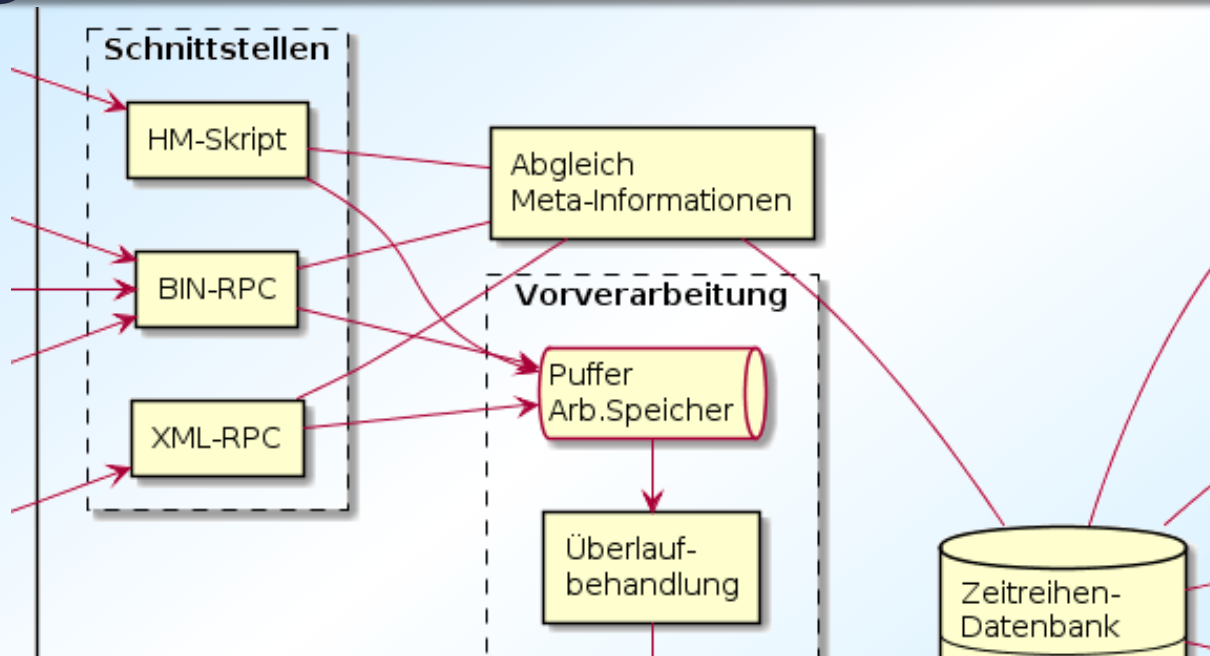 Schnittstellen
HM-Skript
BIN-RPC
XML-RPC
Abgleich
Meta-Informationen
Vorverarbeitung
Puffer
Arb.Speicher
Überlauf-
behandlung
Zeitreihen-
Datenbank